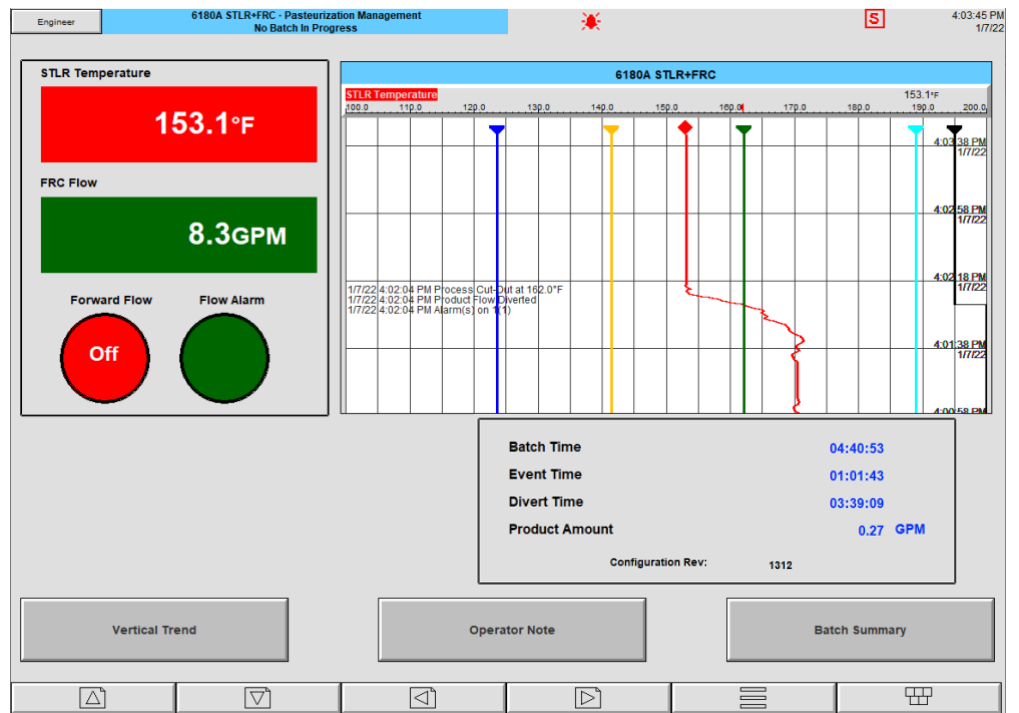 Engineer
6180A STLR+FRC - Pasteurization Management
No Batch In Progress
S
4:03:45 PM
1/7/22
STLR Temperature
153.1°F
FRC Flow
8.3GPM
Forward Flow
Flow Alarm
Off
6180A STLR+FRC
STLR Temperature
153.1°F
100.0 110.0 120.0 130.0 140.0 150.0 160.0 170.0 180.0 190.0 200.0
4:03:38 PM
1/7/22
4:02:58 PM
1/7/22
4:02:18 PM
1/7/22
1/7/22 4:02:04 PM Process Cut-Out at 162.0°F
1/7/22 4:02:04 PM Product Flow Diverted
1/7/22 4:02:04 PM Alarm(s) on 1(1)
4:01:38 PM
1/7/22
4:00:58 PM
Batch Time 04:40:53
Event Time 01:01:43
Divert Time 03:39:09
Product Amount 0.27 GPM
Configuration Rev: 1312
Vertical Trend
Operator Note
Batch Summary